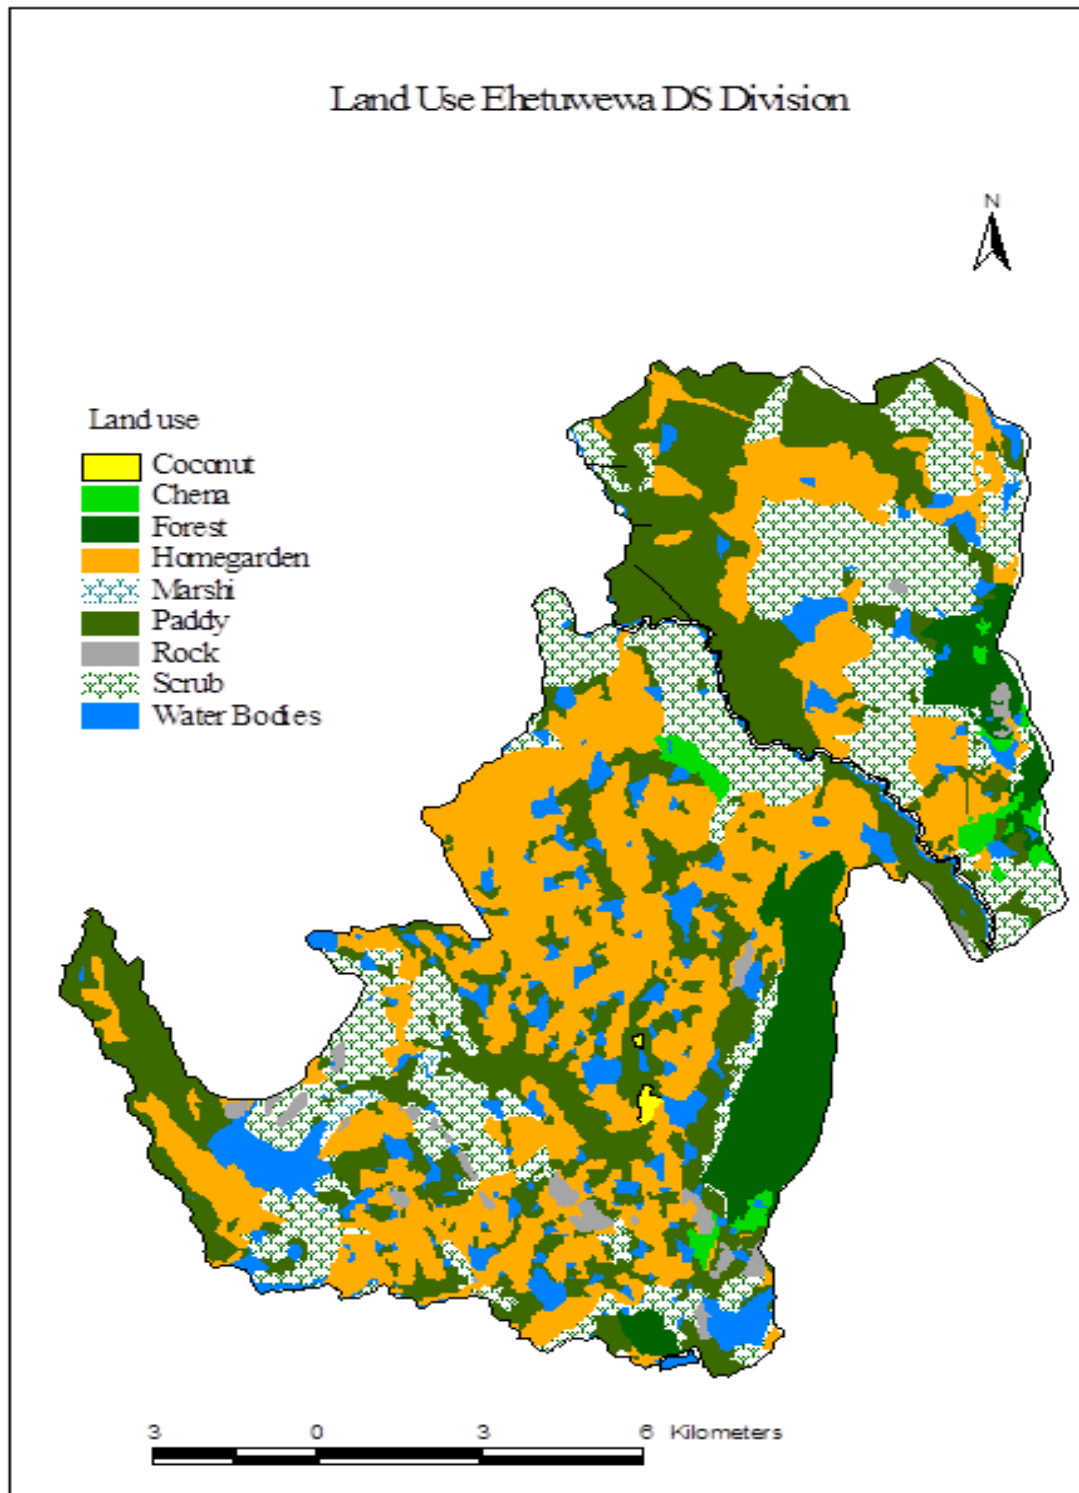 Land Use Ehetuwewa DS Division
N
Land use
Coconut
Chena
Forest
Homegarden
Marshi
Paddy
Rock
Scrub
Water Bodies
3 0 3 6 Kilometers